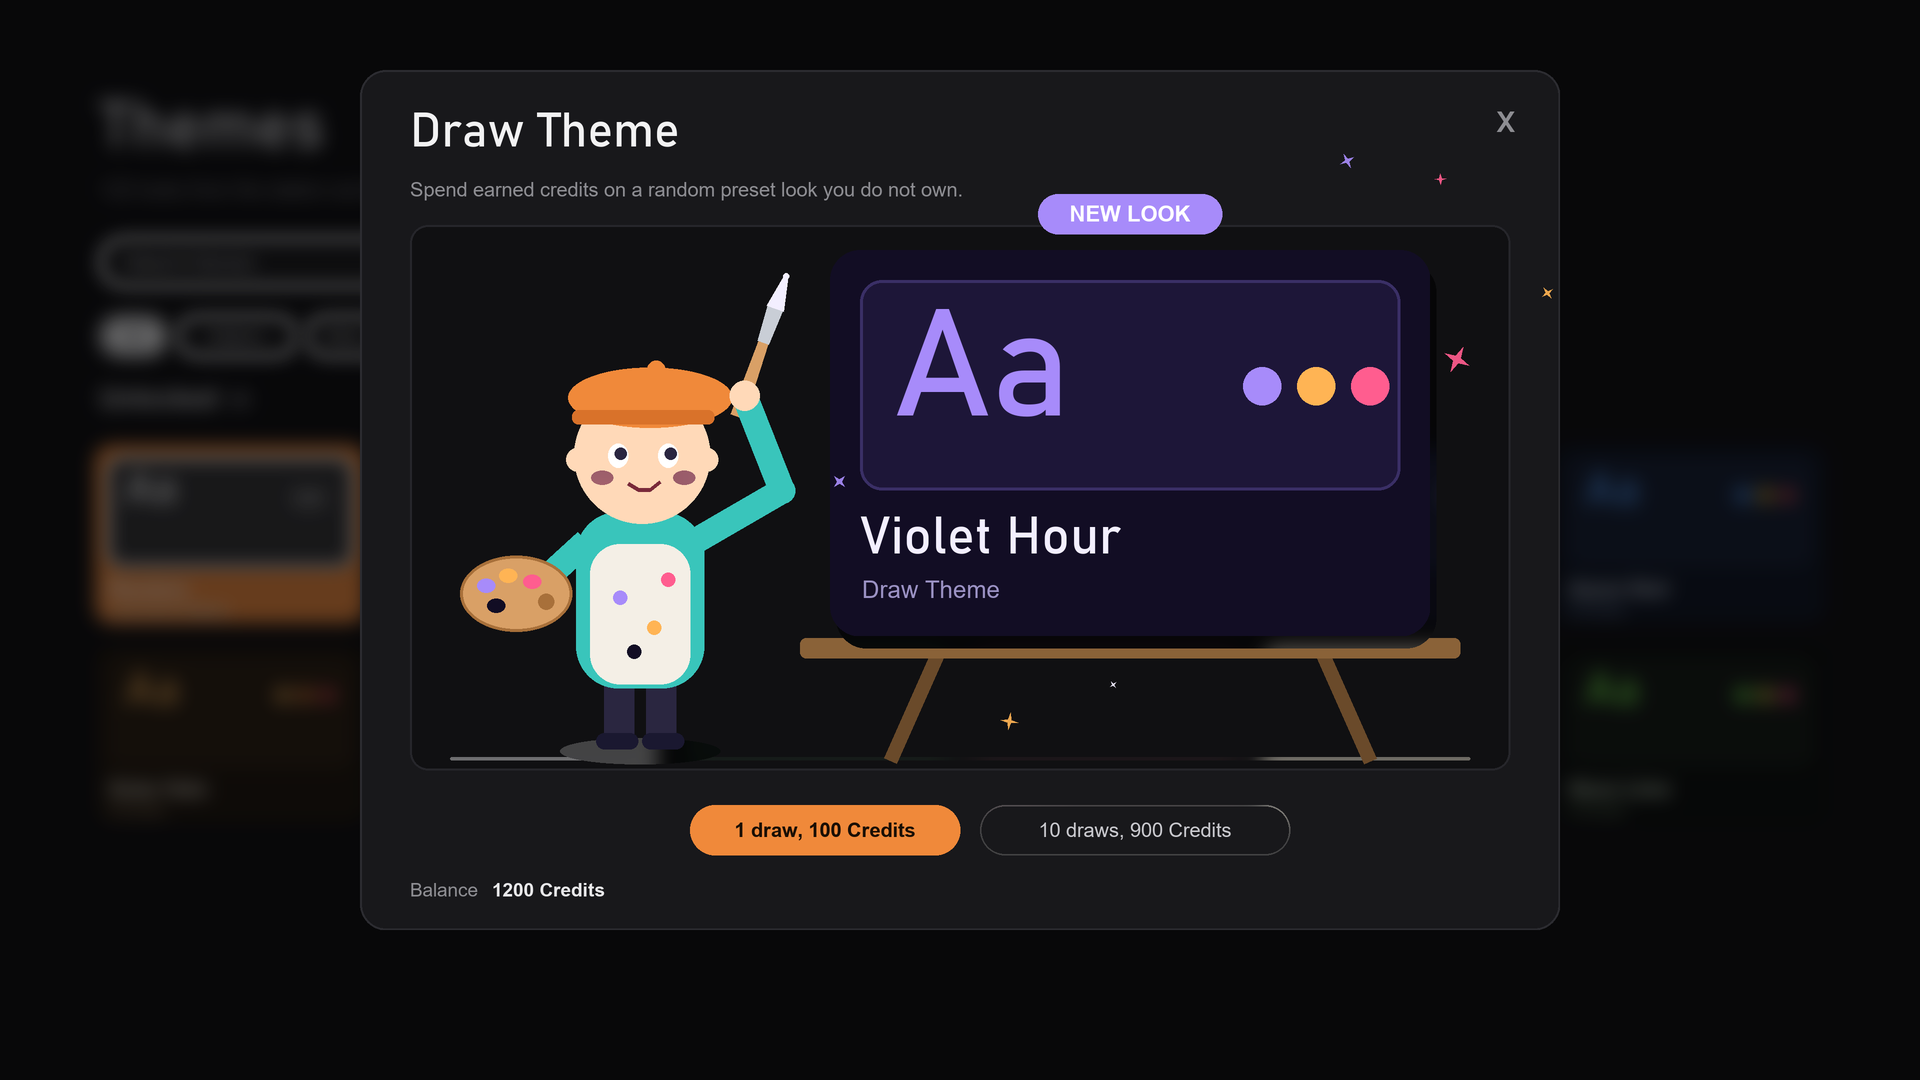 Themes
Draw Theme
X
Spend earned credits on a random preset look you do not own.
NEW LOOK
Aa
Violet Hour
Draw Theme
1 draw, 100 Credits
10 draws, 900 Credits
Balance 1200 Credits